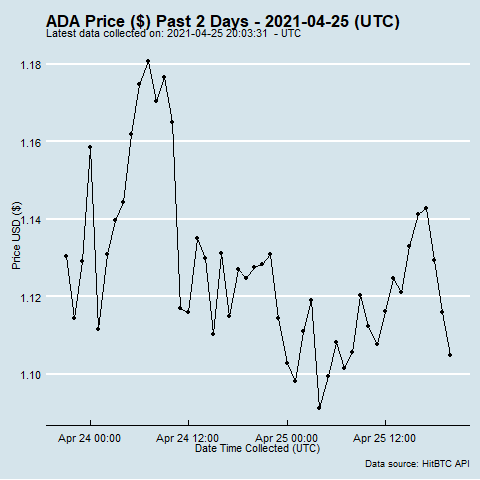 ADA Price ($) Past 2 Days - 2021-04-25 (UTC)
Latest data collected on: 2021-04-25 20:03:31 - UTC
1.18
1.16
1.14
1.12
1.10
Price USD ($)
Apr 24 00:00 Apr 24 12:00 Apr 25 00:00 Apr 25 12:00
Date Time Collected (UTC)
Data source: HitBTC API